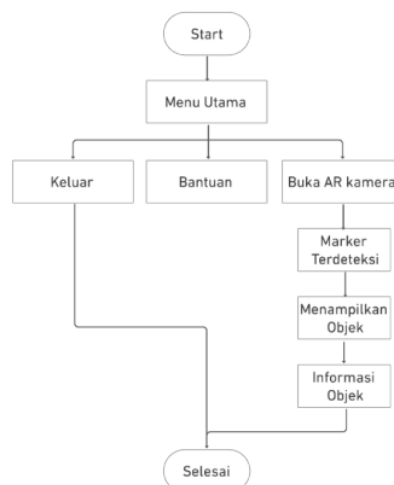 Start
Menu Utama
Keluar
Bantuan
Buka AR kamera
Marker
Terdeteksi
Menampilkan
Objek
Informasi
Objek
Selesai